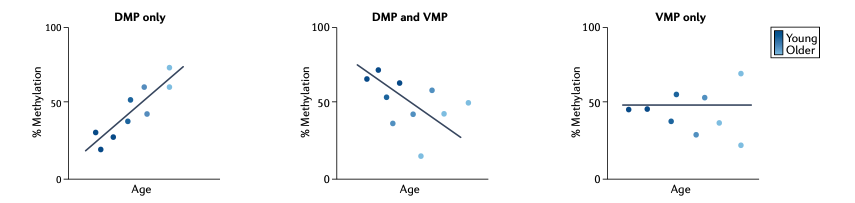 DMP only
100
50
0
% Methylation
Age
DMP and VMP
100
50
0
% Methylation
Age
VMP only
100
50
0
% Methylation
Age
Young
Older